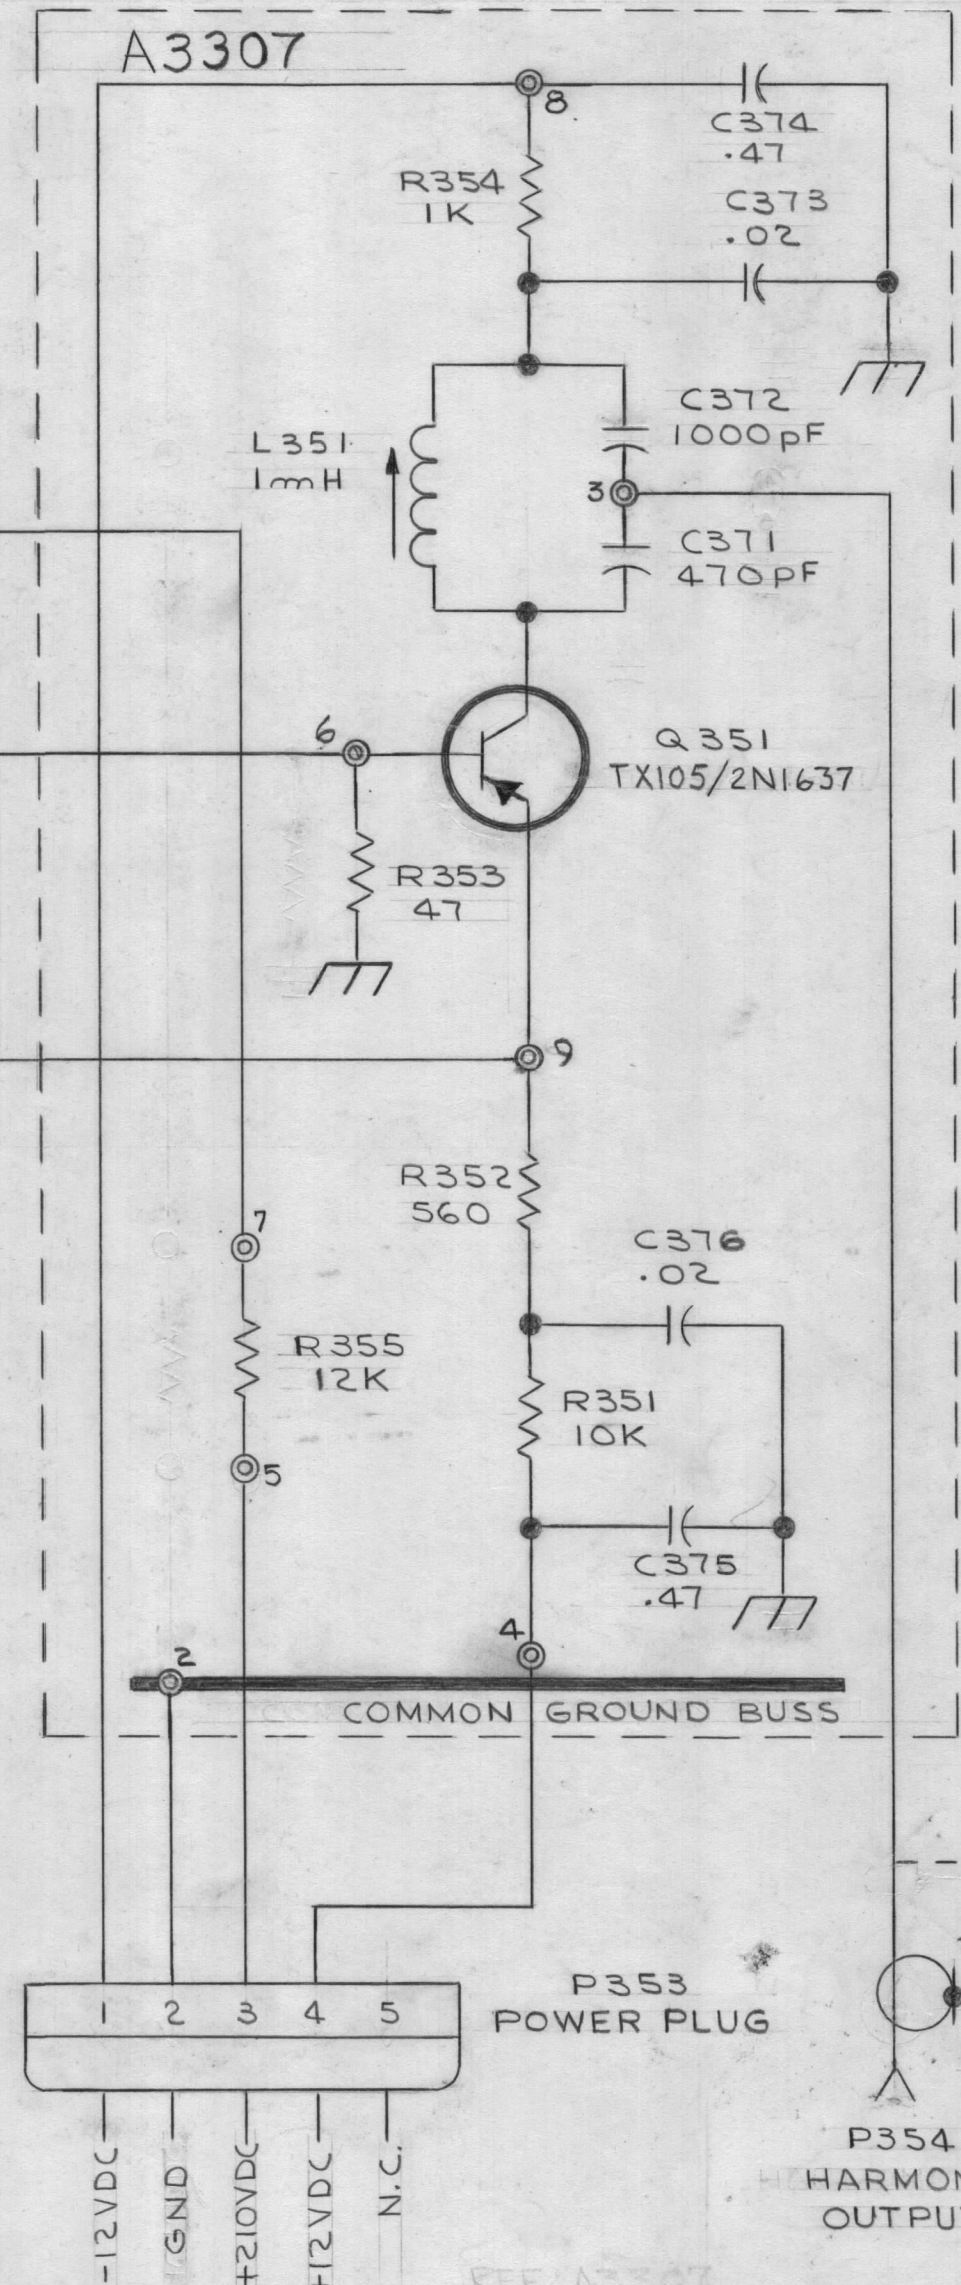 A3307
8
C374
.47
R354
1K
C373
.02
C372
1000pF
L351
1mH
3
C371
470pF
6
Q351
TX105/2N1637
R353
47
9
R352
560
7
C376
.02
R355
12K
R351
10K
5
C375
.47
4
2
COMMON GROUND BUSS
P353
POWER PLUG
1 2 3 4 5
-12VDC
GND
+210VDC
+12VDC
N.C.
P354
HARMON
OUTPU